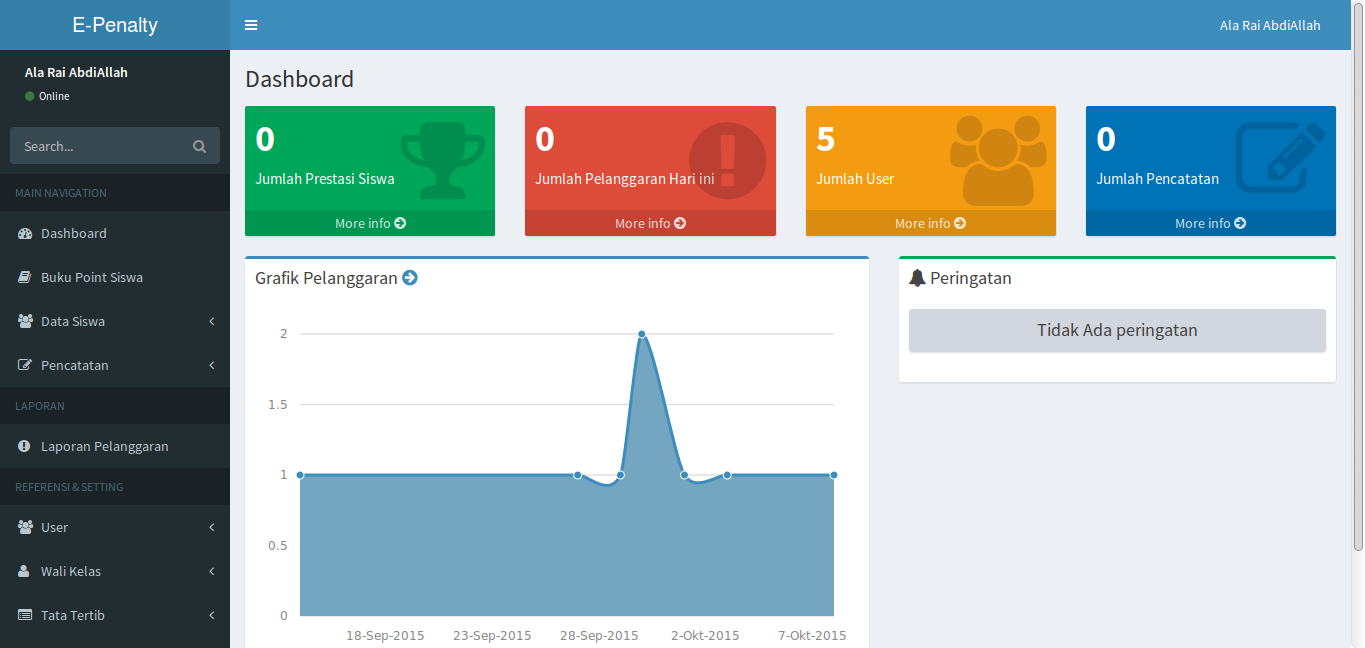 E-Penalty
Ala Rai AbdiAllah
Ala Rai AbdiAllah
Online
Search...
MAIN NAVIGATION
Dashboard
Buku Point Siswa
Data Siswa
Pencatatan
LAPORAN
Laporan Pelanggaran
REFERENSI & SETTING
User
Wali Kelas
Tata Tertib
Dashboard
0
Jumlah Prestasi Siswa
More info
0
Jumlah Pelanggaran Hari ini
More info
5
Jumlah User
More info
0
Jumlah Pencatatan
More info
Grafik Pelanggaran
2
1.5
1
0.5
0
18-Sep-2015 23-Sep-2015 28-Sep-2015 2-Okt-2015 7-Okt-2015
Peringatan
Tidak Ada peringatan